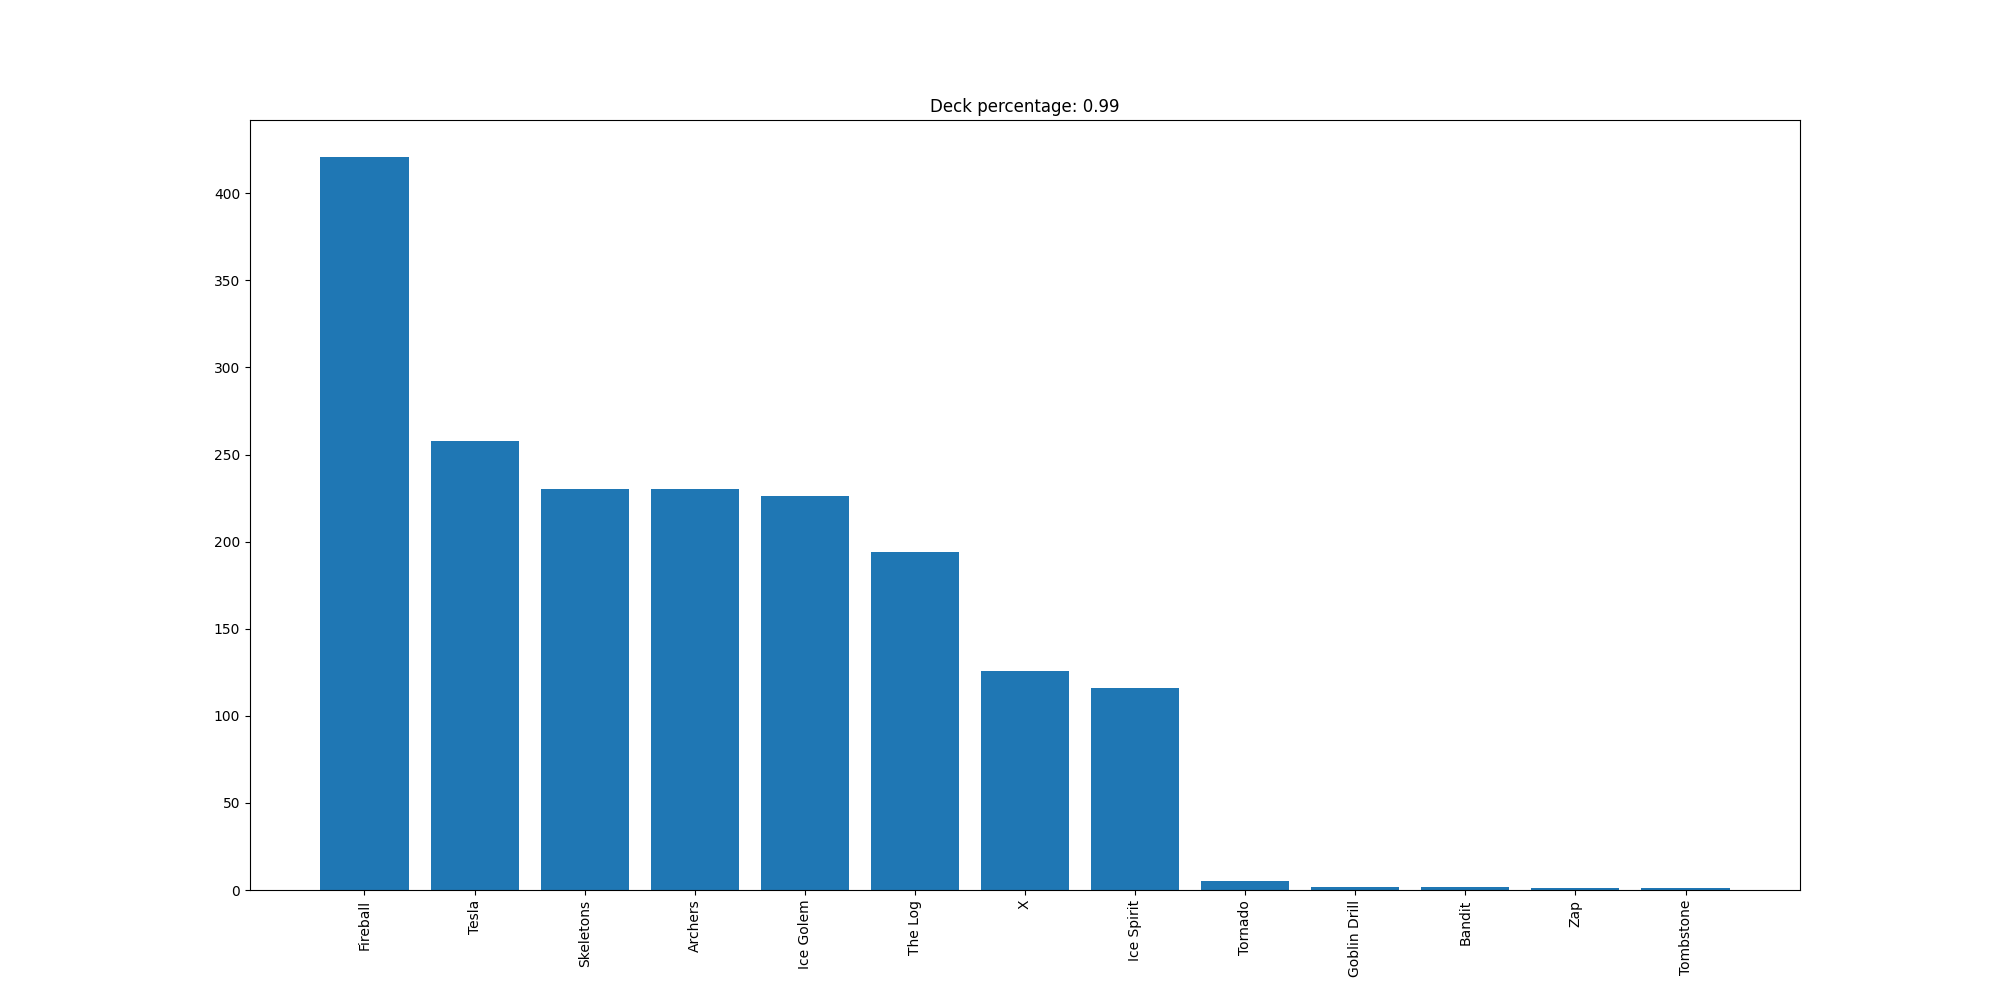 Deck percentage: 0.99
400
350
300
250
200
150
100
50
0
Fireball
Tesla
Skeletons
Archers
Ice Golem
The Log
X
Ice Spirit
Tornado
Goblin Drill
Bandit
Zap
Tombstone